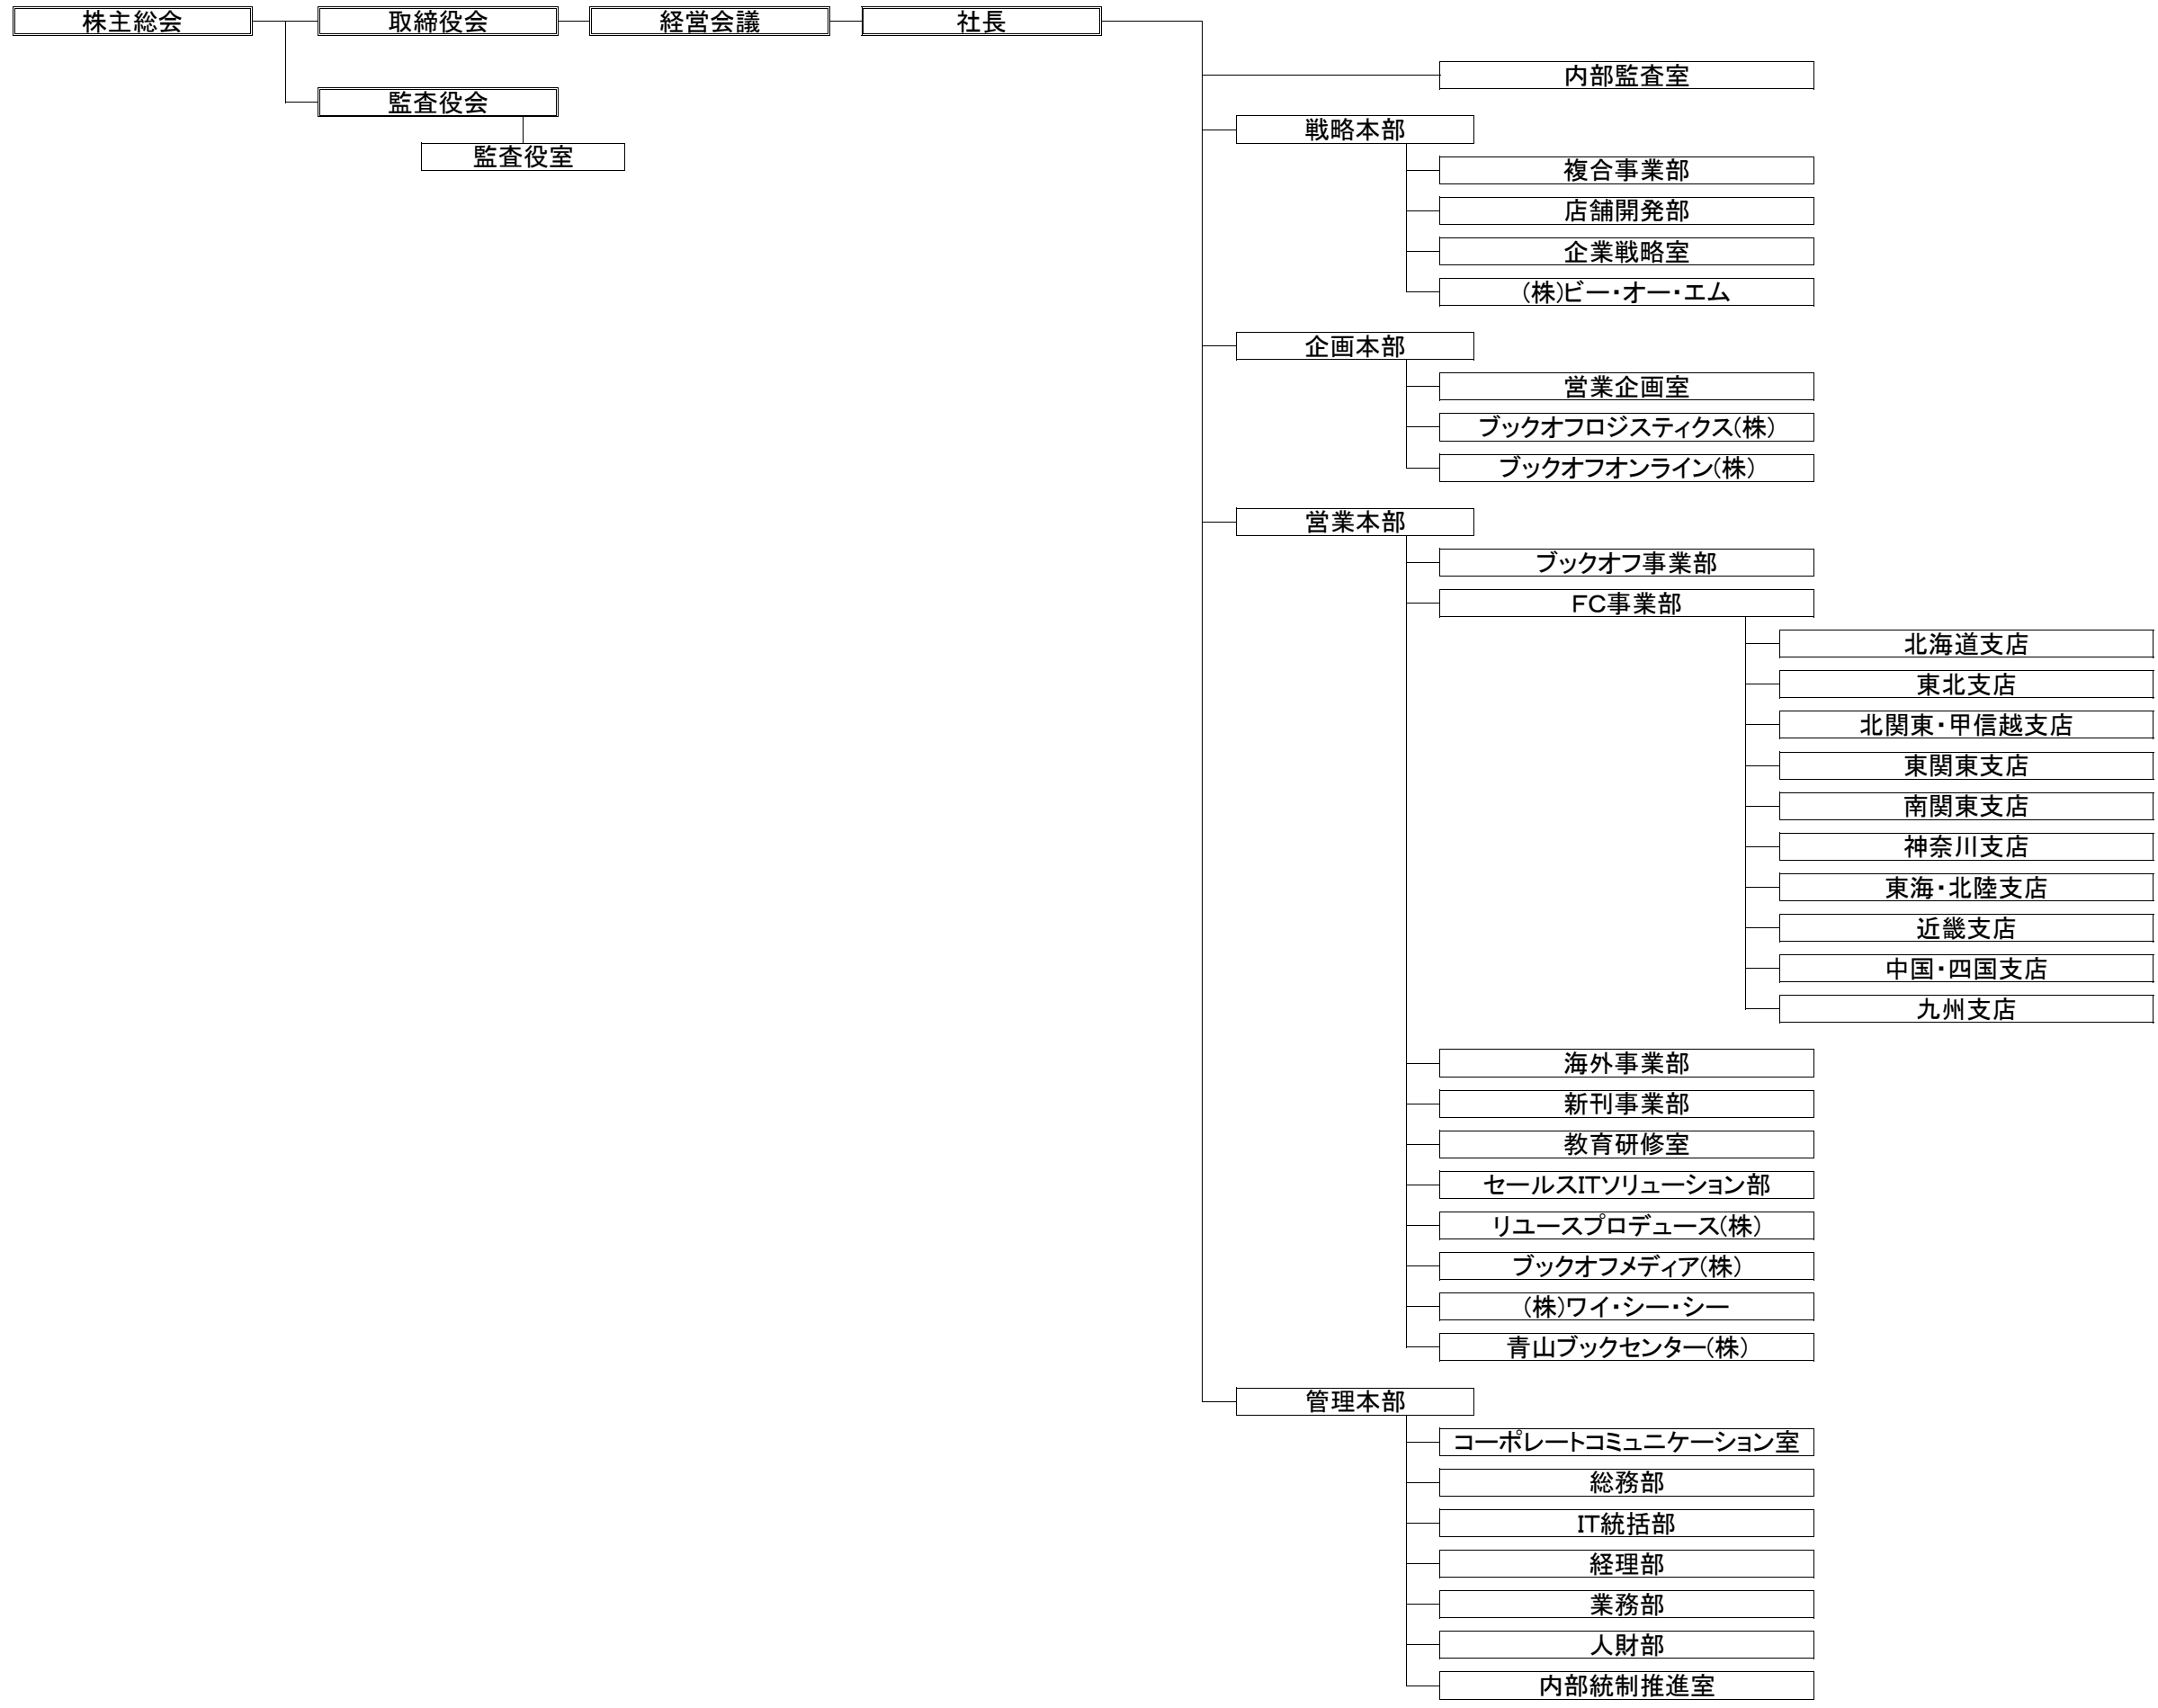 株主総会
取締役会
経営会議
社長
内部監査室
監査役会
戦略本部
監査役室
複合事業部
店舗開発部
企業戦略室
(株)ビー・オー・エム
企画本部
営業企画室
ブックオフロジスティクス(株)
ブックオフオンライン(株)
営業本部
ブックオフ事業部
FC事業部
北海道支店
東北支店
北関東・甲信越支店
東関東支店
南関東支店
神奈川支店
東海・北陸支店
近畿支店
中国・四国支店
九州支店
海外事業部
新刊事業部
教育研修室
セールスITソリューション部
リユースプロデュース(株)
ブックオフメディア(株)
(株)ワイ・シー・シー
青山ブックセンター(株)
管理本部
コーポレートコミュニケーション室
総務部
IT統括部
経理部
業務部
人財部
内部統制推進室